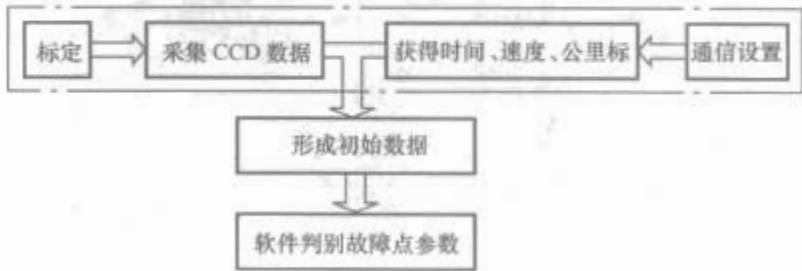 标定
采集 CCD 数据
获得时间、速度、公里标
通信设置
形成初始数据
软件判别故障点参数